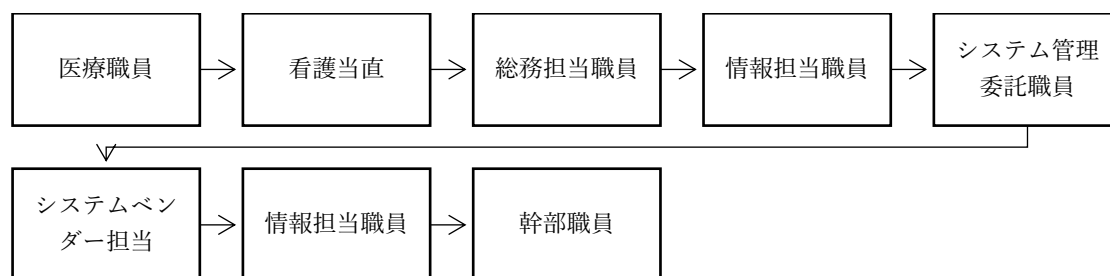 医療職員
看護当直
総務担当職員
情報担当職員
システム管理
委託職員
システムベン
ダー担当
情報担当職員
幹部職員